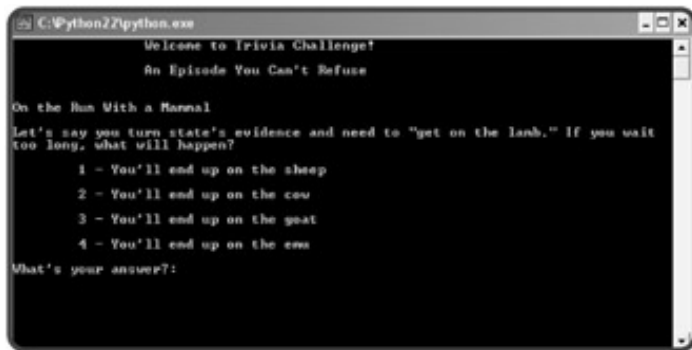 C:\Python22\python.exe
Welcome to Trivia Challenge!
An Episode You Can't Refuse
On the Run With a Mammal
Let's say you turn state's evidence and need to "get on the lamb." If you wait
too long, what will happen?
1 - You'll end up on the sheep
2 - You'll end up on the cow
3 - You'll end up on the goat
4 - You'll end up on the emu
What's your answer?: